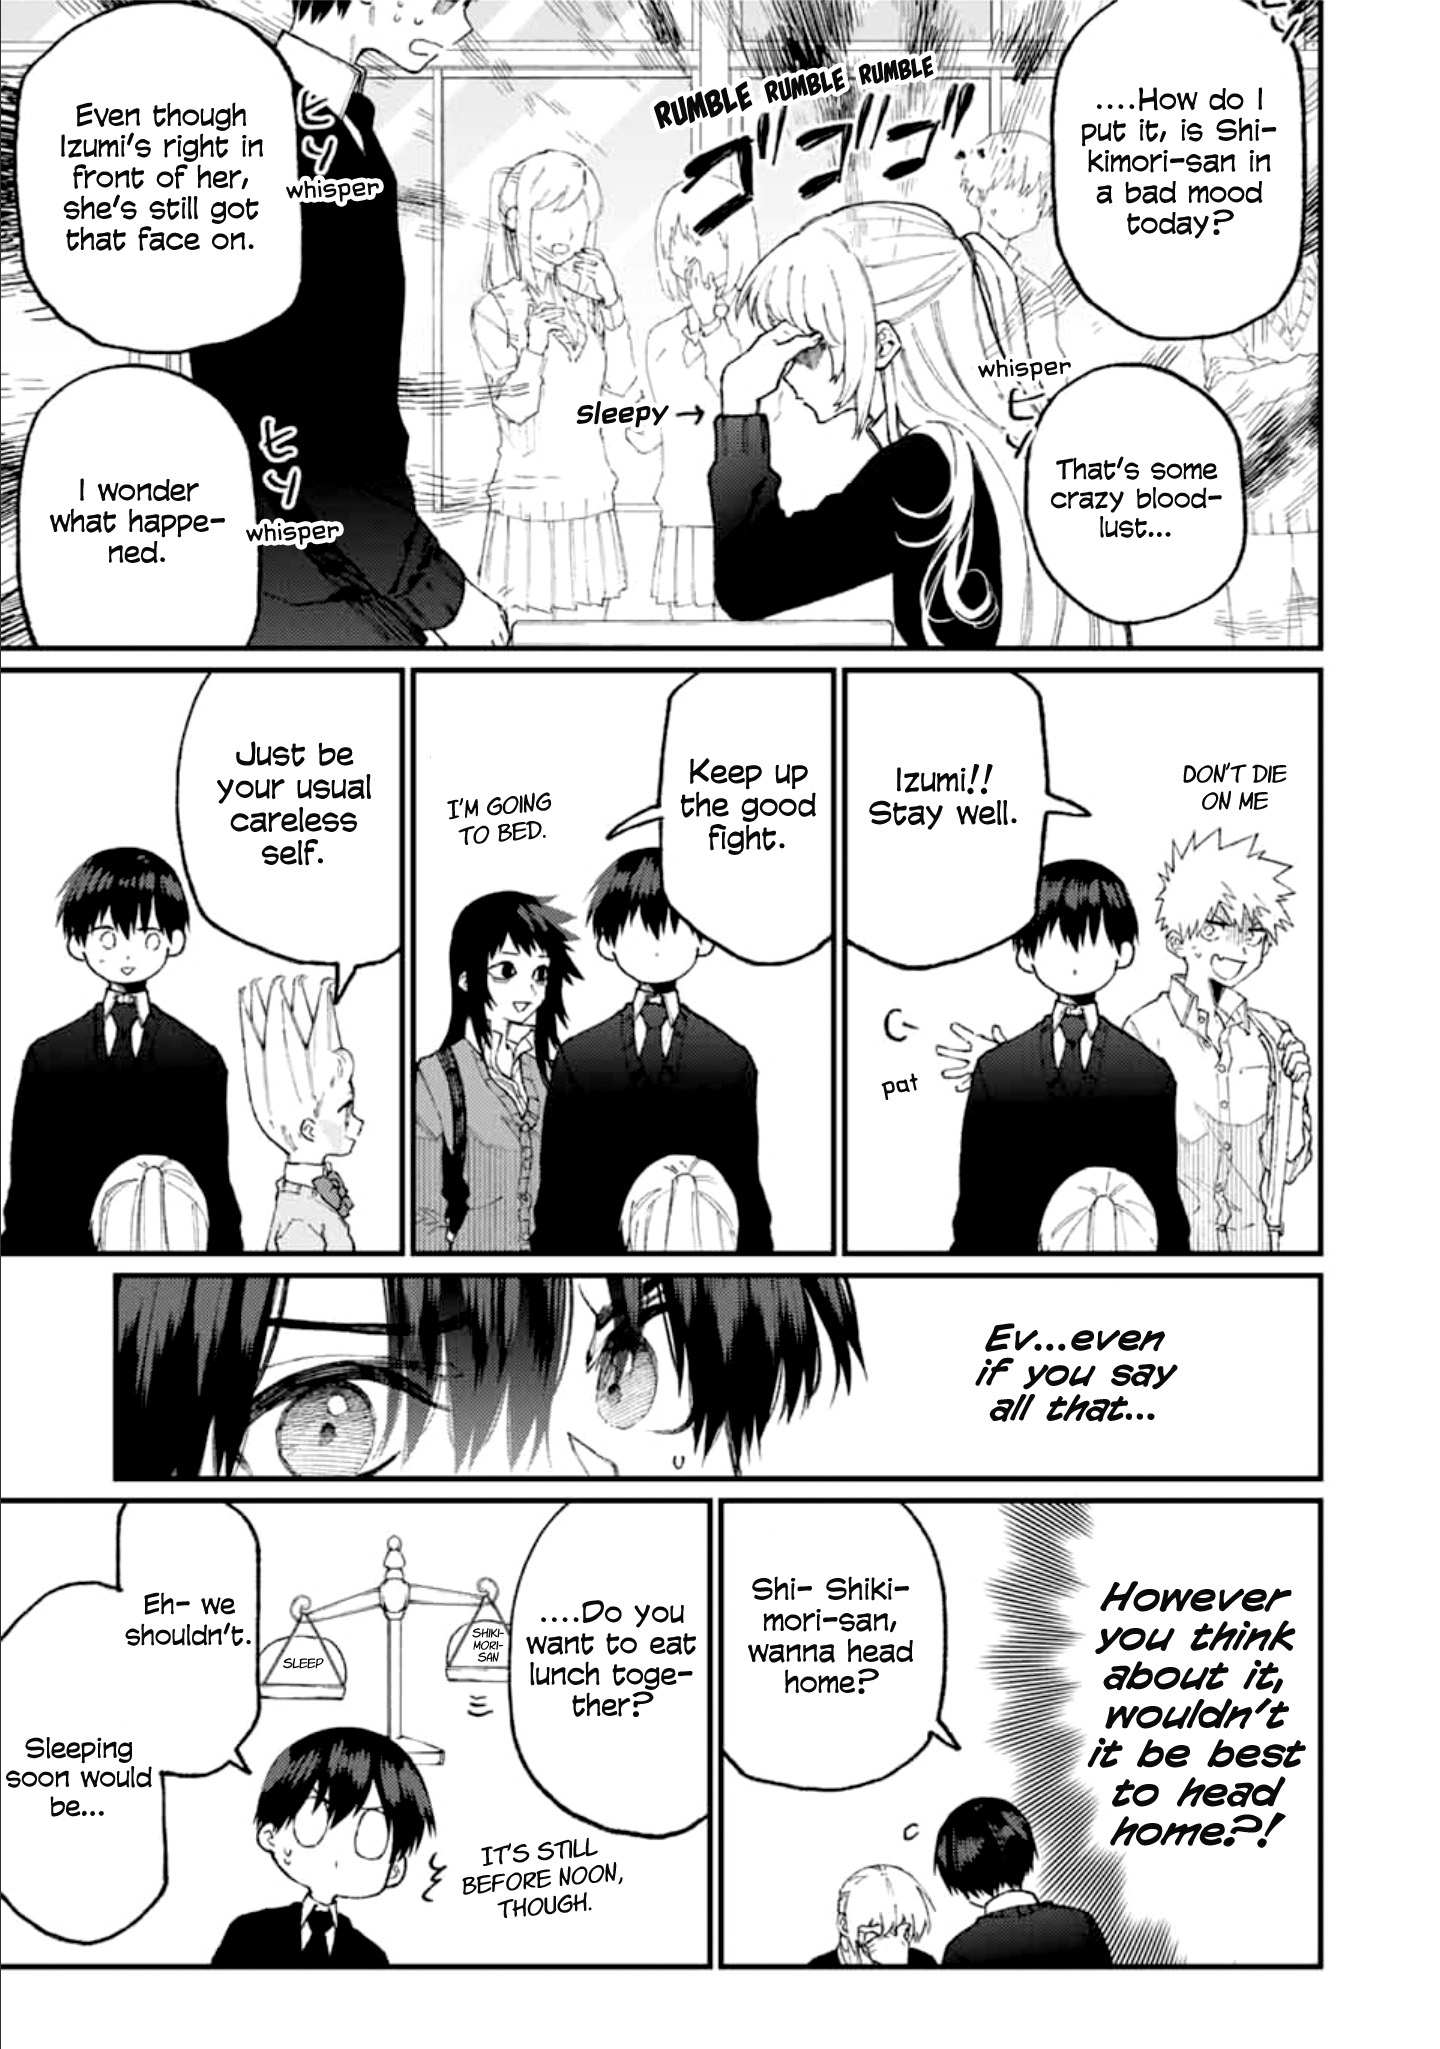 ....How do I
put it, is Shi-
kimori-san in
a bad mood
today?
RUMBLE RUMBLE RUMBLE
ゴゴゴゴ
whisper
ヒソ
That's some
crazy blood-
lust...
sleepy →
Even though
Izumi's right in
front of her,
she's still got
that face on.
ヒソ
whisper
I wonder
what happe-
ned.
ヒソ
whisper
DON'T DIE
ON ME
Izumi!!
Stay well.
pat
Keep up
the good
fight.
I'M GOING
TO BED.
Just be
your usual
careless
self.
Ev...even
if you say
all that...
However
you think
about it,
wouldn't
it be best
to head
home?!
Shi- Shiki-
mori-san,
wanna head
home?
....Do you
want to eat
lunch toge-
ther?
SHIKI-
MORI-
SAN
SLEEP
IT'S STILL
BEFORE NOON,
THOUGH.
Eh- we
shouldn't.
Sleeping
soon would
be...